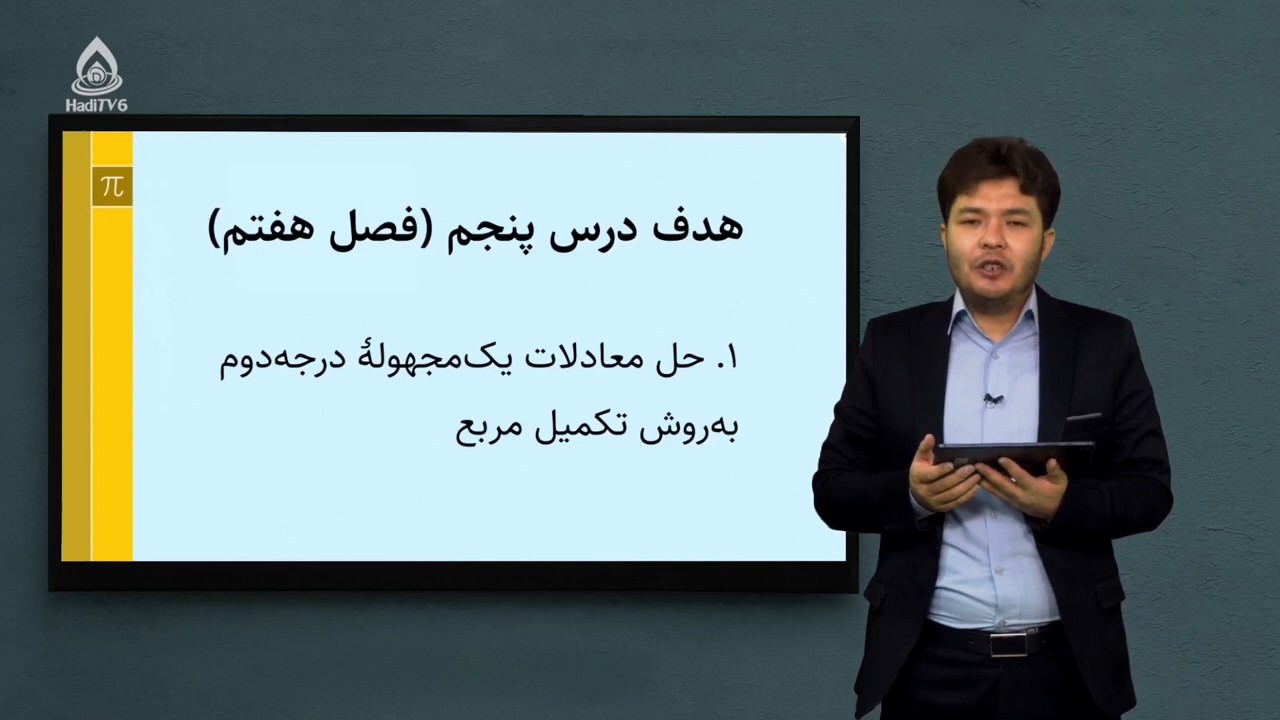 HadiTV6
π
هدف درس پنجم (فصل هفتم)
۱. حل معادلات یک‌مجهولهٔ درجه‌دوم
به‌روش تکمیل مربع